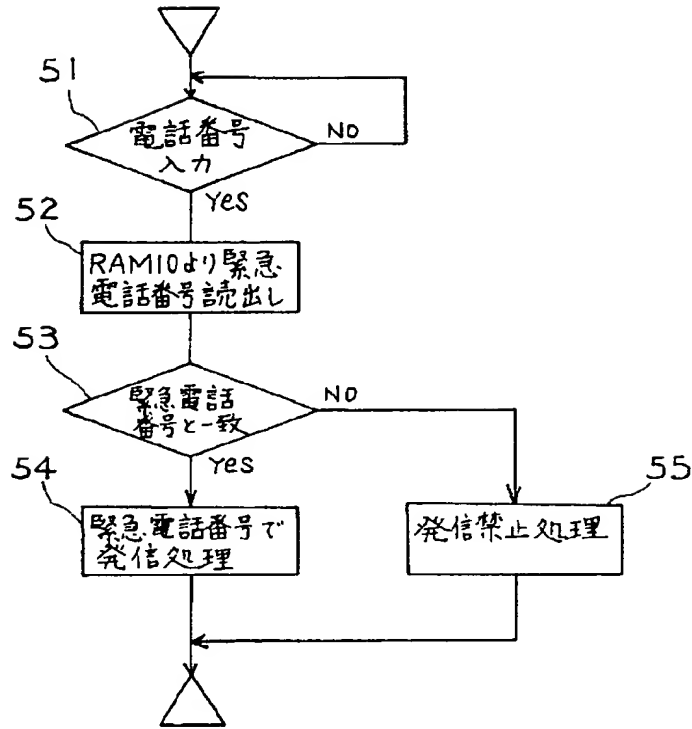 51
電話番号
入力
NO
Yes
52
RAM10より緊急
電話番号読出し
53
緊急電話
番号と一致
NO
Yes
54
緊急電話番号で
発信処理
55
発信禁止処理